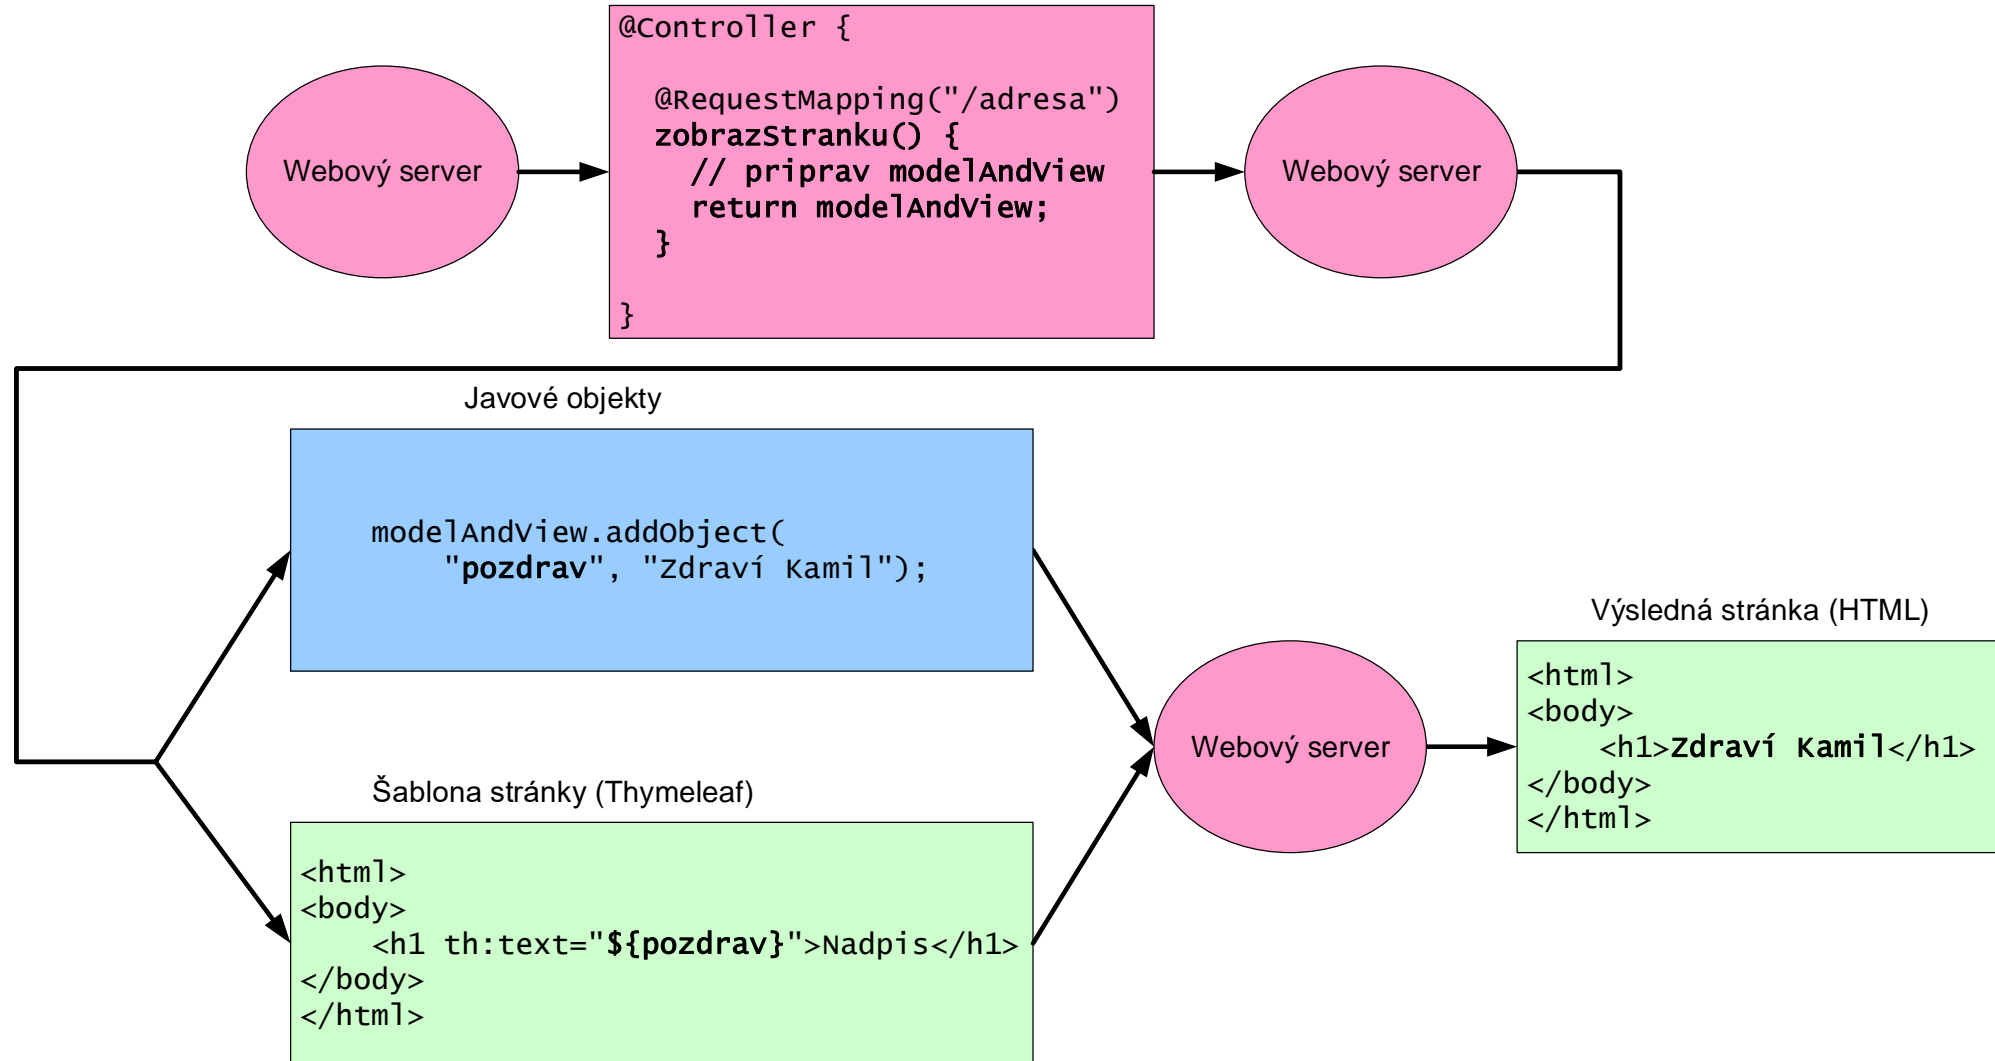 Webový server
@Controller {
@RequestMapping("/adresa")
zobrazStranku() {
// priprav modelAndView
return modelAndView;
}
}
Webový server
Javové objekty
modelAndView.addObject(
"pozdrav", "Zdraví Kamil");
Šablona stránky (Thymeleaf)
<html>
<body>
<h1 th:text="${pozdrav}">Nadpis</h1>
</body>
</html>
Webový server
Výsledná stránka (HTML)
<html>
<body>
<h1>Zdraví Kamil</h1>
</body>
</html>